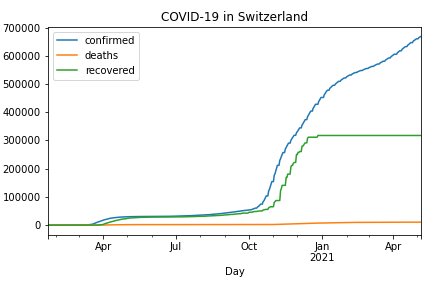 COVID-19 in Switzerland
confirmed
deaths
recovered
700000
600000
500000
400000
300000
200000
100000
0
Apr
Jul
Oct
Jan
2021
Apr
Day